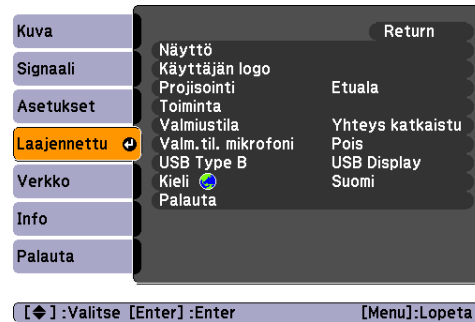 Kuva
Signaali
Asetukset
Laajennettu
Verkko
Info
Palauta
Return
Näyttö
Käyttäjän logo
Projisointi Etuala
Toiminta
Valmiustila Yhteys katkaistu
Valm.til. mikrofoni Pois
USB Type B USB Display
Kieli Suomi
Palauta
[◆] :Valitse [Enter] :Enter [Menu]:Lopeta